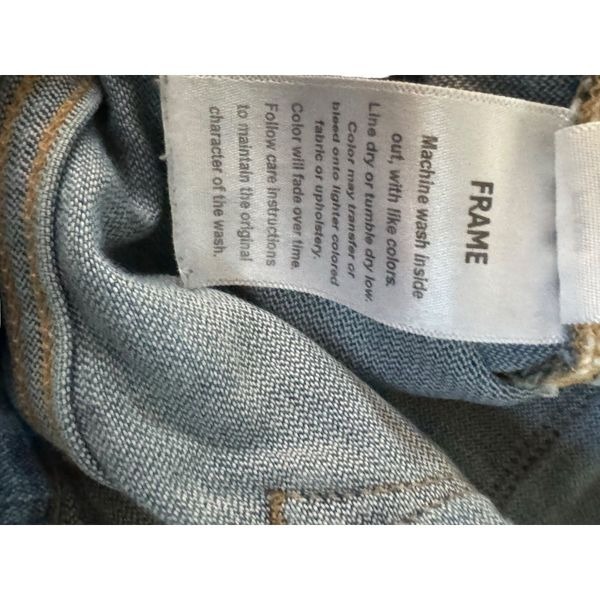 FRAME
Machine wash inside
out, with like colors.
Line dry or tumble dry low.
Color may transfer or
bleed onto lighter colored
fabric or upholstery.
Color will fade over time.
Follow care instructions
to maintain the original
character of the wash.